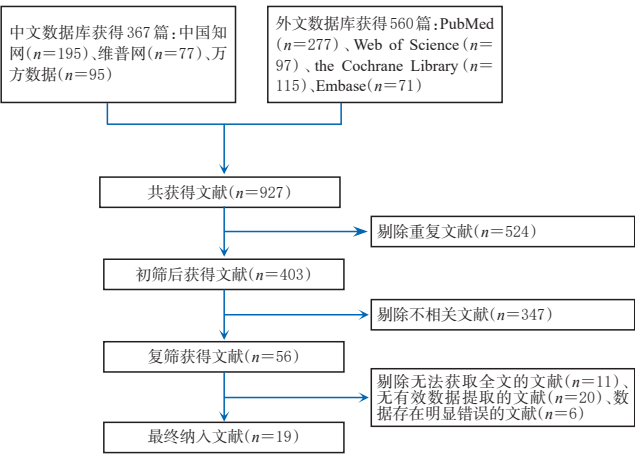 中文数据库获得367篇:中国知
网(n=195)、维普网(n=77)、万
方数据(n=95)
外文数据库获得560篇:PubMed
(n=277)、Web of Science(n=
97)、the Cochrane Library(n=
115)、Embase(n=71)
共获得文献(n=927)
剔除重复文献(n=524)
初筛后获得文献(n=403)
剔除不相关文献(n=347)
复筛获得文献(n=56)
剔除无法获取全文的文献(n=11)、
无有效数据提取的文献(n=20)、数
据存在明显错误的文献(n=6)
最终纳入文献(n=19)